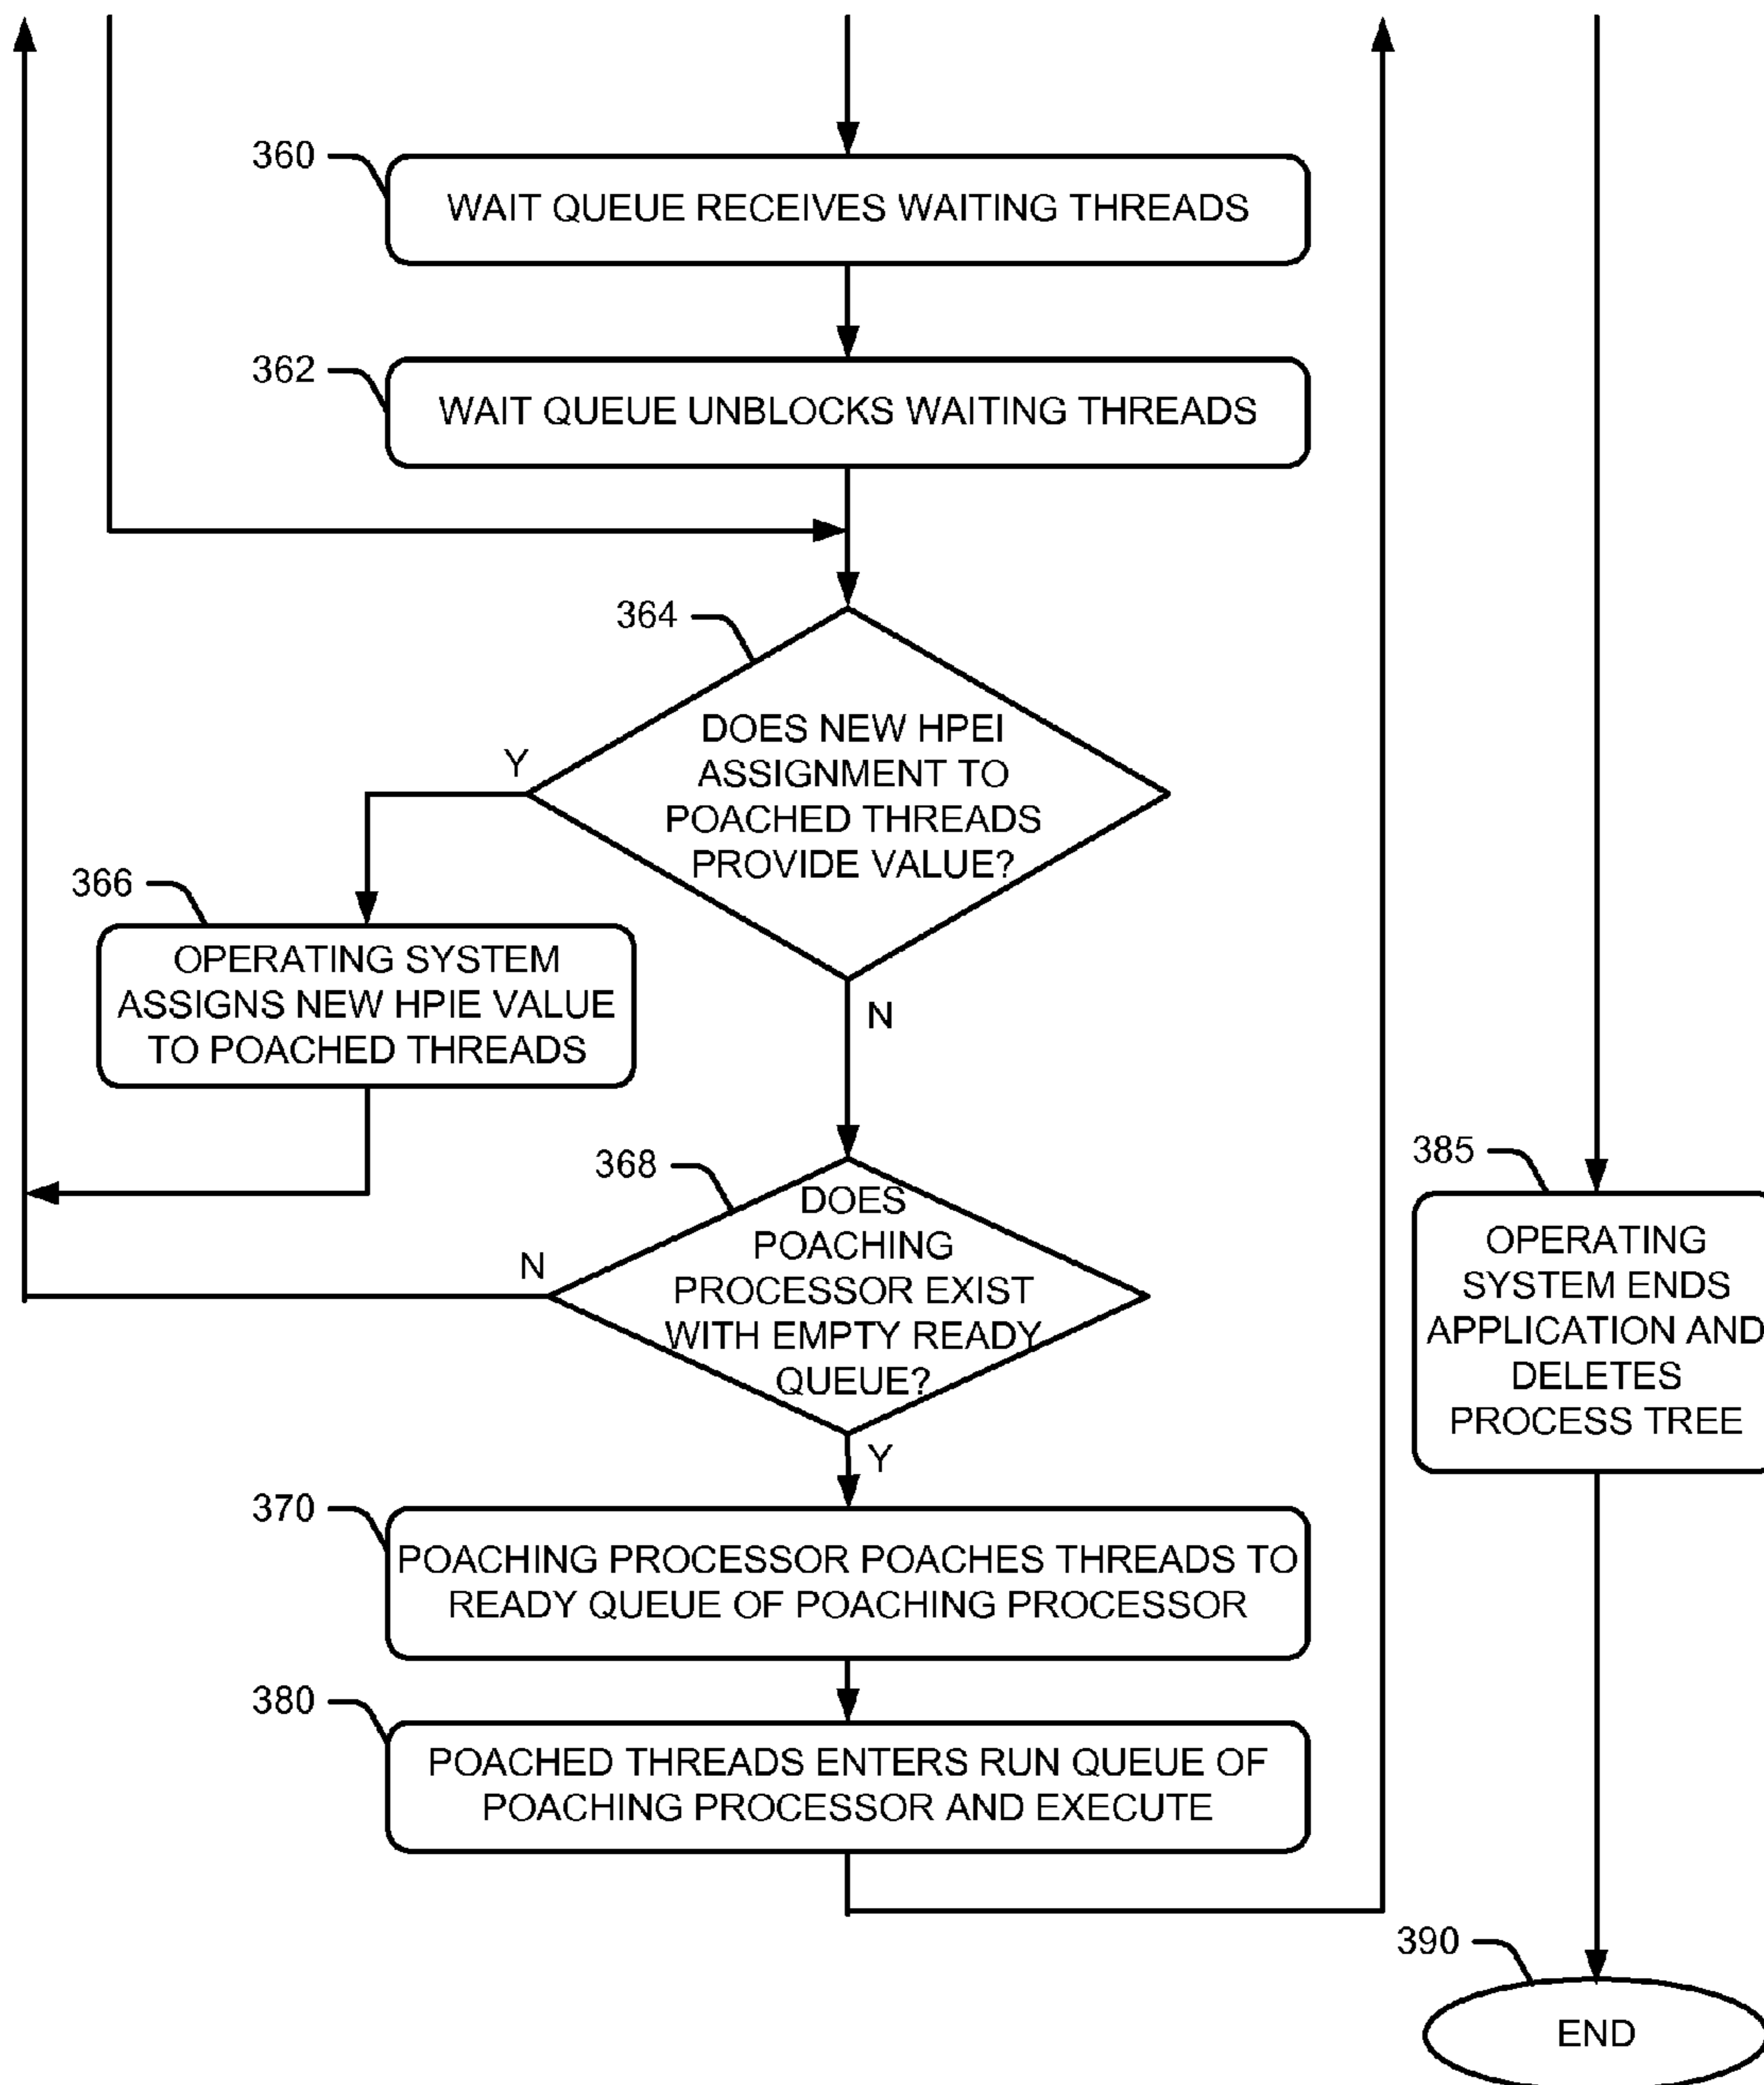 360
WAIT QUEUE RECEIVES WAITING THREADS
362
WAIT QUEUE UNBLOCKS WAITING THREADS
364
DOES NEW HPEI
ASSIGNMENT TO
POACHED THREADS
PROVIDE VALUE?
Y
N
366
OPERATING SYSTEM
ASSIGNS NEW HPIE VALUE
TO POACHED THREADS
368
DOES
POACHING
PROCESSOR EXIST
WITH EMPTY READY
QUEUE?
N
Y
370
POACHING PROCESSOR POACHES THREADS TO
READY QUEUE OF POACHING PROCESSOR
380
POACHED THREADS ENTERS RUN QUEUE OF
POACHING PROCESSOR AND EXECUTE
385
OPERATING
SYSTEM ENDS
APPLICATION AND
DELETES
PROCESS TREE
390
END